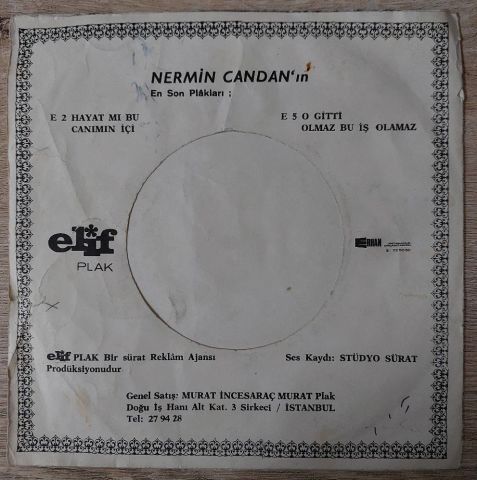 NERMİN CANDAN'ın
En Son Plâkları ;
E 2 HAYAT MI BU
CANIMIN İÇİ
E 5 O GİTTİ
OLMAZ BU İŞ OLAMAZ
elif
PLAK
ERHAN
elif PLAK Bir sürat Reklâm Ajansı
Prodüksiyonudur
Ses Kaydı: STÜDYO SÜRAT
Genel Satış: MURAT İNCESARAÇ MURAT Plak
Doğu İş Hanı Alt Kat. 3 Sirkeci / İSTANBUL
Tel: 27 94 28